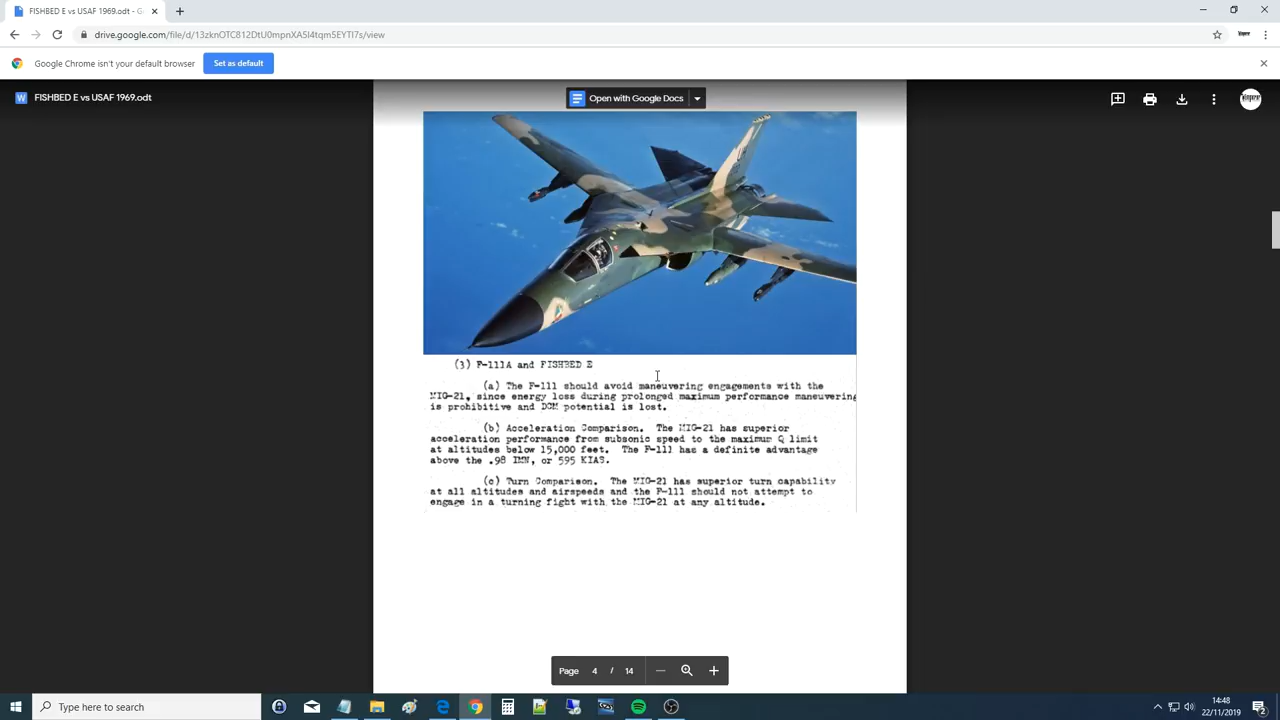 FISHBED E vs USAF 1969.odt - Go
drive.google.com/file/d/13zknOTC812DtU0mpnXA5I4tqm5EYTI7s/view
Google Chrome isn't your default browser
Set as default
FISHBED E vs USAF 1969.odt
Open with Google Docs
(3) F-111A and FISHBED E
(a) The F-111 should avoid maneuvering engagements with the
MIG-21, since energy loss during prolonged maximum performance maneuvering
is prohibitive and DCM potential is lost.
(b) Acceleration Comparison. The MIG-21 has superior
acceleration performance from subsonic speed to the maximum Q limit
at altitudes below 15,000 feet. The F-111 has a definite advantage
above the .98 IMN, or 595 KIAS.
(c) Turn Comparison. The MIG-21 has superior turn capability
at all altitudes and airspeeds and the F-111 should not attempt to
engage in a turning fight with the MIG-21 at any altitude.
Page 4 / 14
Type here to search
14:48
22/11/2019
2